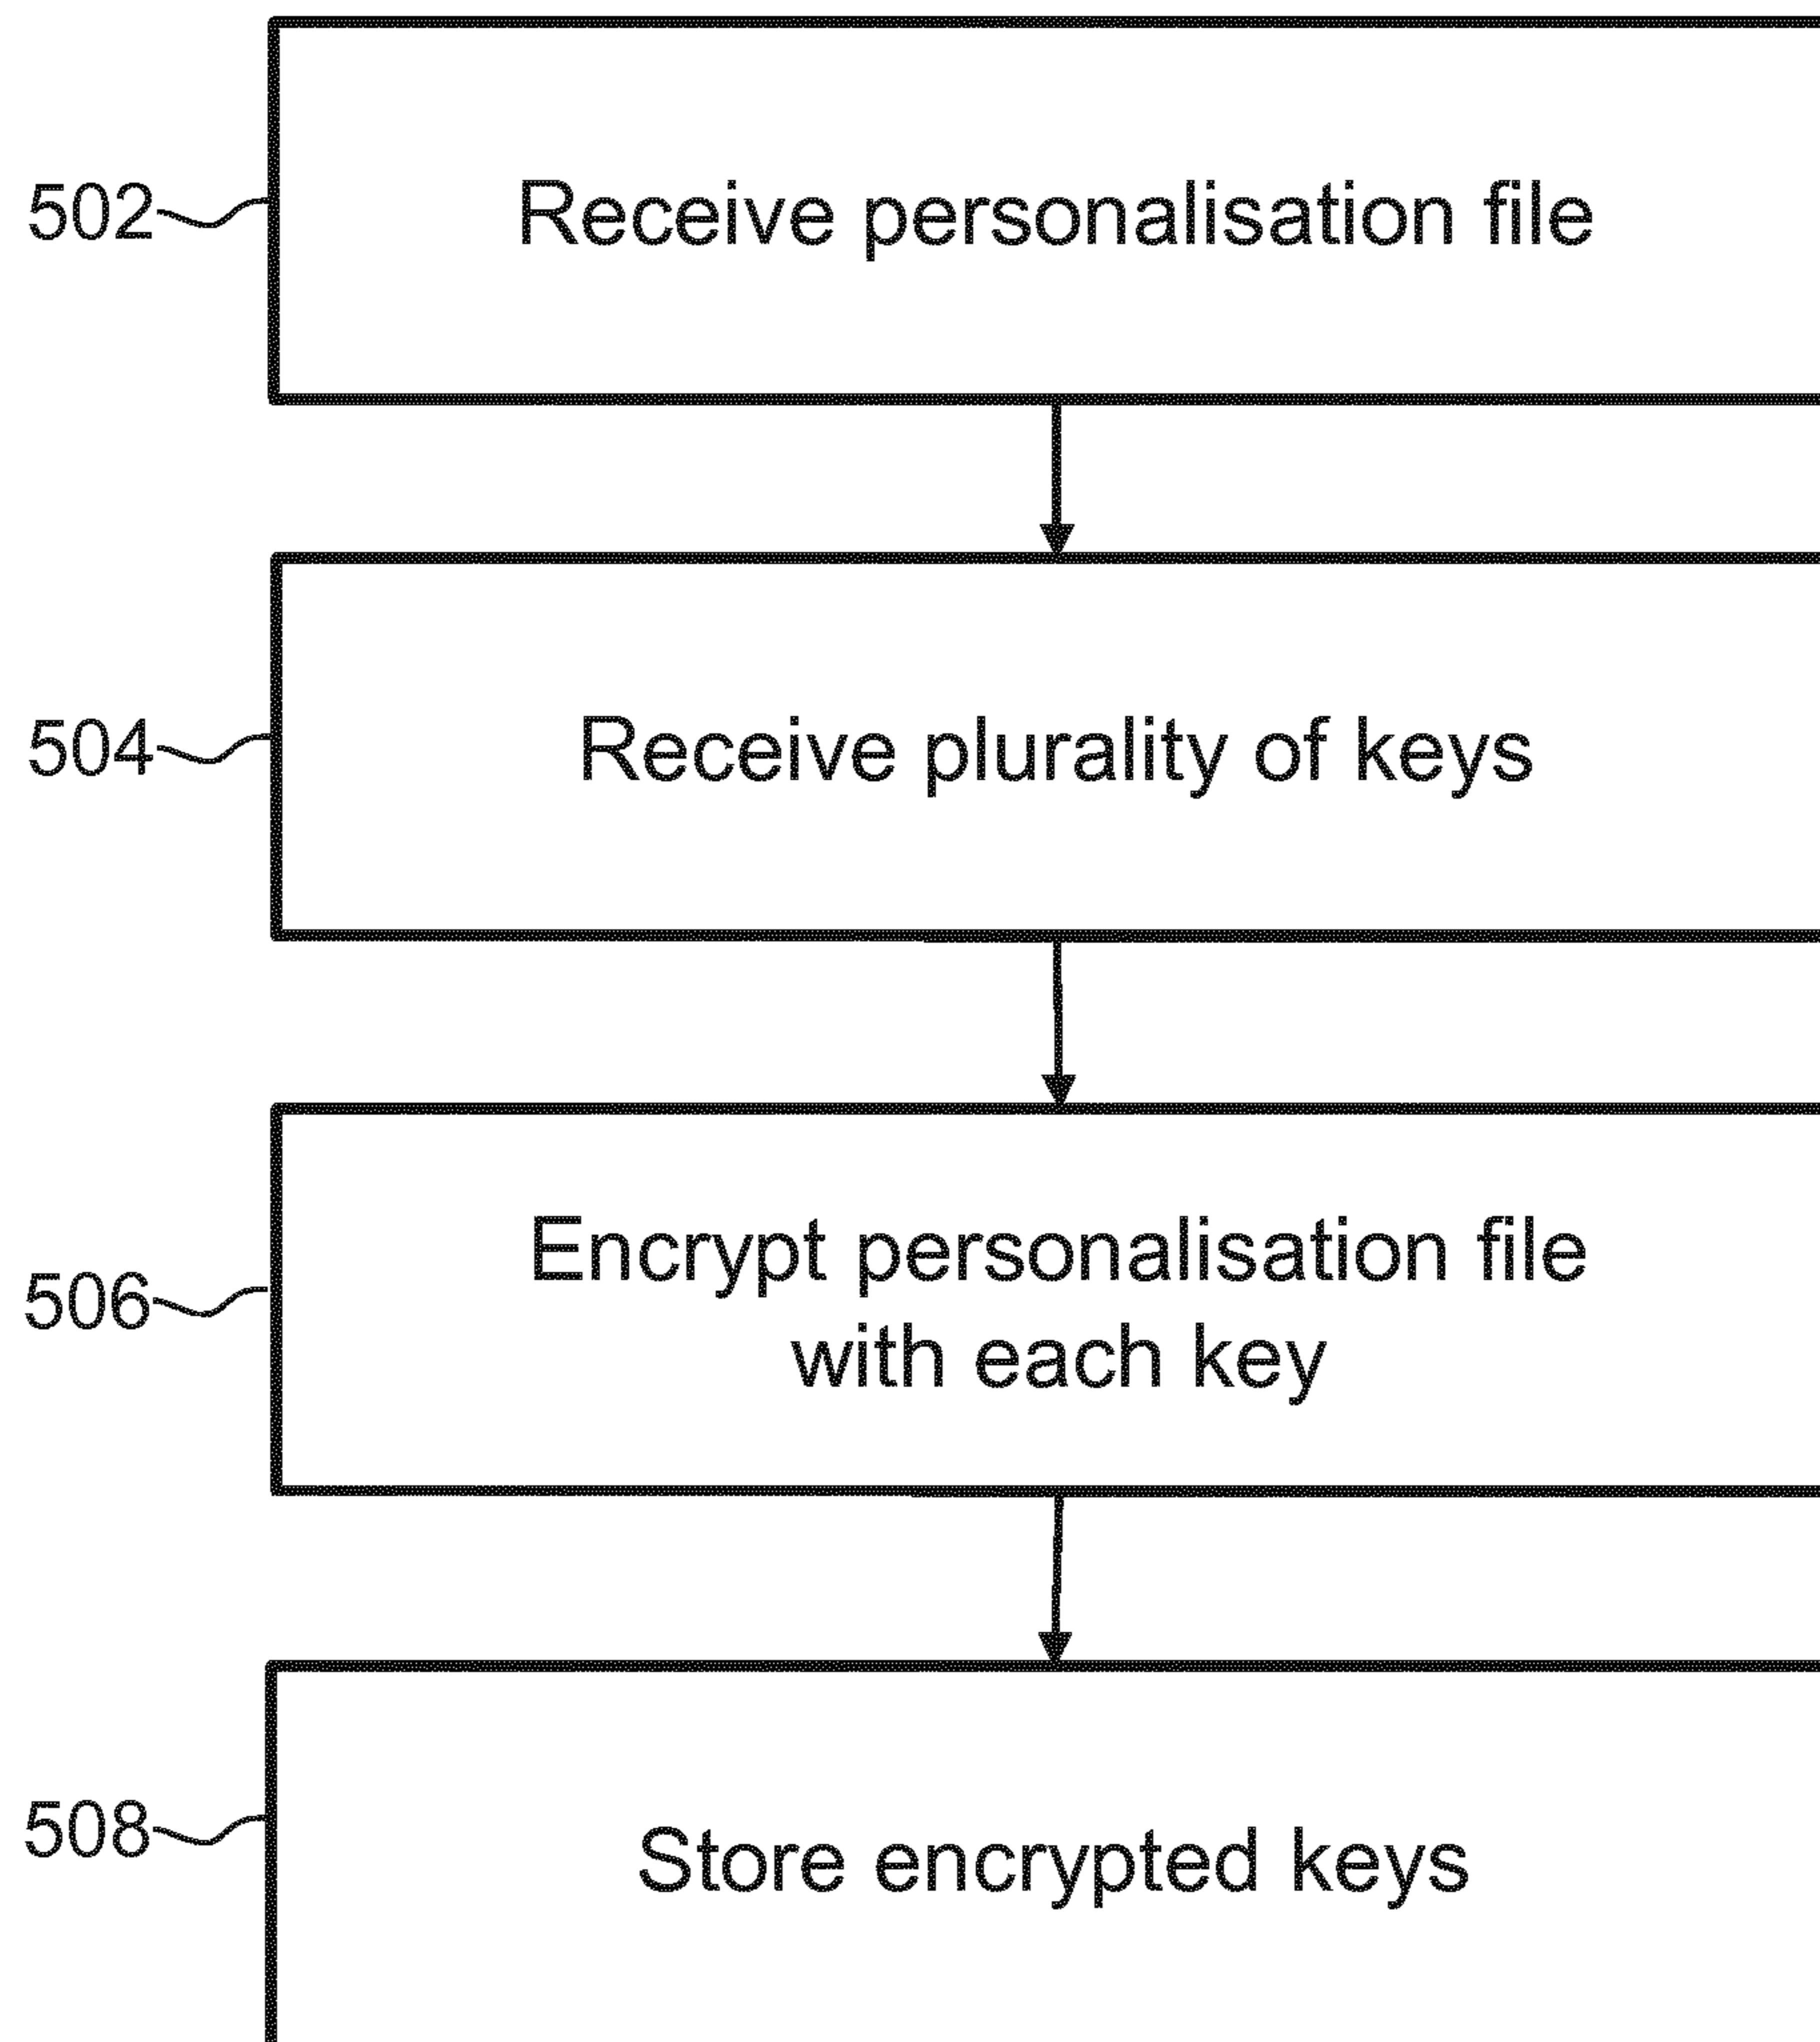 502
Receive personalisation file
504
Receive plurality of keys
506
Encrypt personalisation file
with each key
508
Store encrypted keys